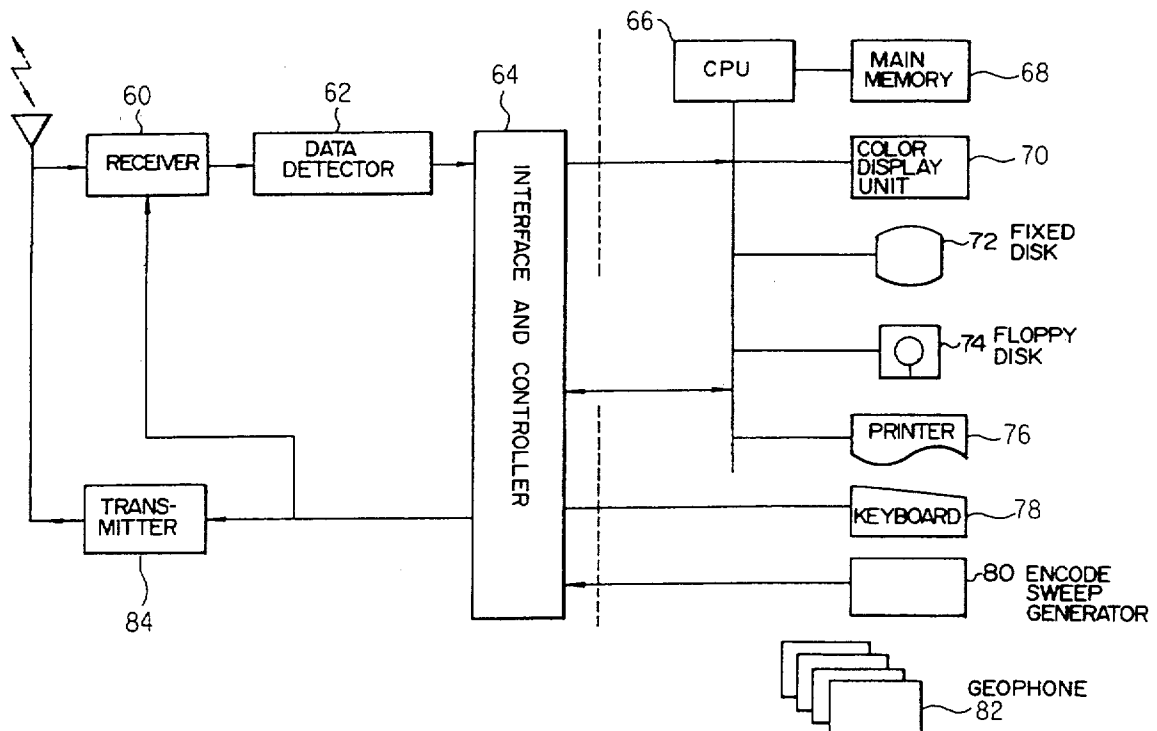 66
CPU
MAIN
MEMORY
68
60
RECEIVER
62
DATA
DETECTOR
64
INTERFACE AND CONTROLLER
COLOR
DISPLAY
UNIT
70
72 FIXED
DISK
74 FLOPPY
DISK
PRINTER
76
KEYBOARD
78
TRANS-
MITTER
84
80 ENCODE
SWEEP
GENERATOR
GEOPHONE
82